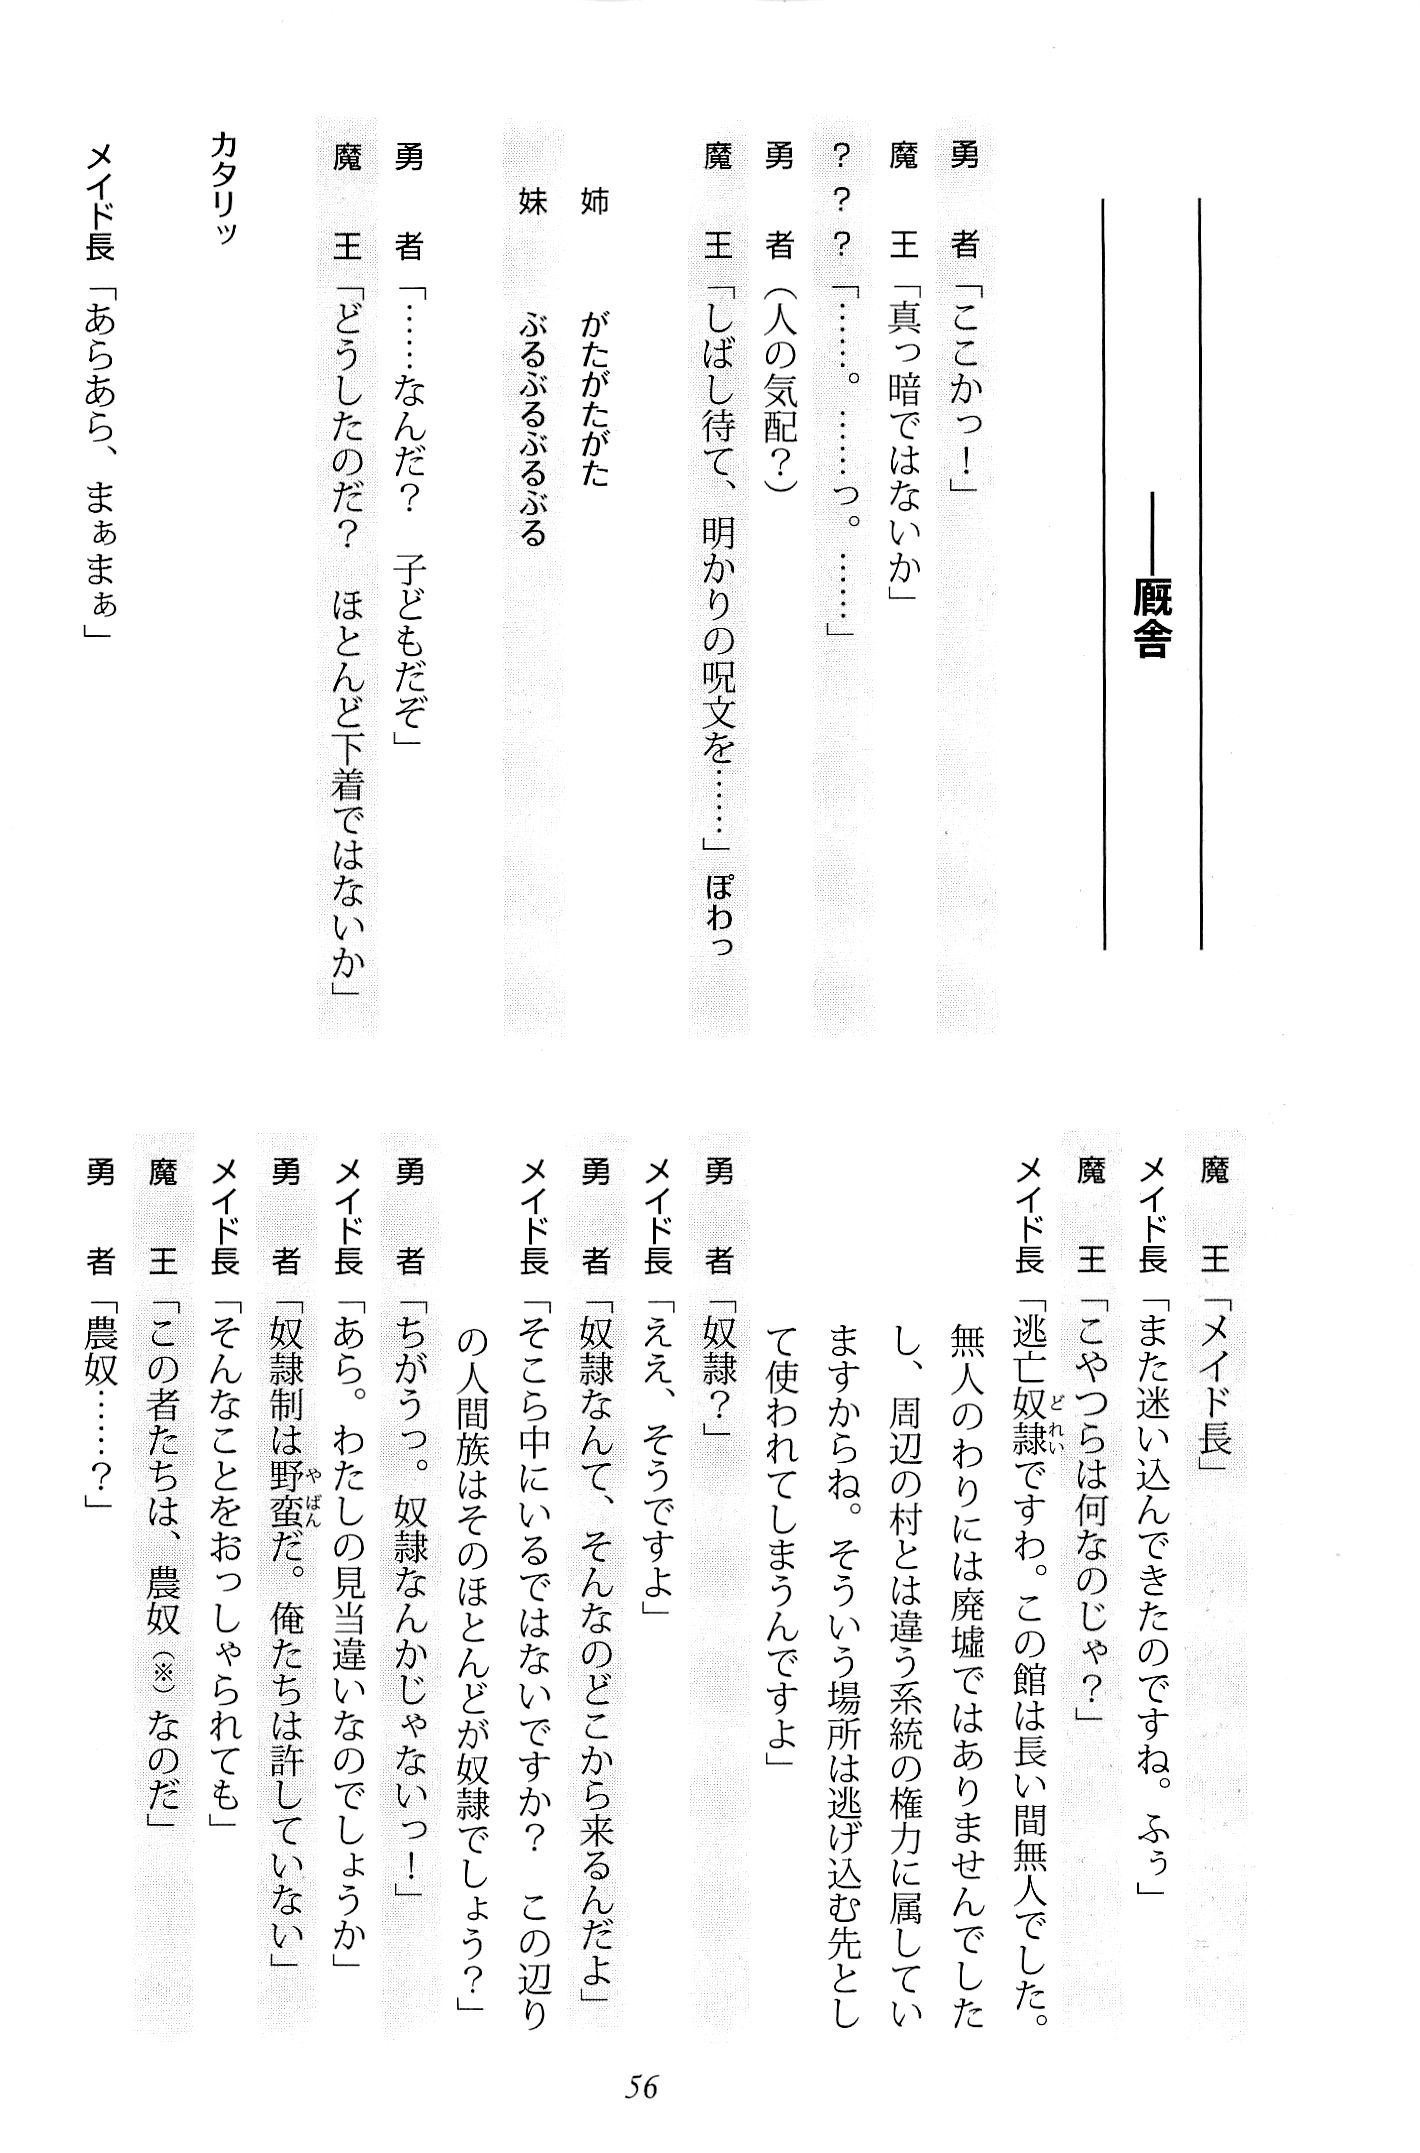 ――厩舎
勇　者「ここかっ！」
魔　王「真っ暗ではないか」
？？？「……。……っ。……」
勇　者（人の気配？）
魔　王「しばし待て、明かりの呪文を……」ぽわっ
姉　がたがたがた
妹　ぶるぶるぶるぶる
勇　者「……なんだ？　子どもだぞ」
魔　王「どうしたのだ？　ほとんど下着ではないか」
カタリッ
メイド長「あらあら、まぁまぁ」
魔　王「メイド長」
メイド長「また迷い込んできたのですね。ふぅ」
魔　王「こやつらは何なのじゃ？」
メイド長「逃亡奴隷ですわ。この館は長い間無人でした。
無人のわりには廃墟ではありませんでした
し、周辺の村とは違う系統の権力に属してい
ますからね。そういう場所は逃げ込む先とし
て使われてしまうんですよ」
勇　者「奴隷？」
メイド長「ええ、そうですよ」
勇　者「奴隷なんて、そんなのどこから来るんだよ」
メイド長「そこら中にいるではないですか？　この辺り
の人間族はそのほとんどが奴隷でしょう？」
勇　者「ちがうっ。奴隷なんかじゃないっ！」
メイド長「あら。わたしの見当違いなのでしょうか」
勇　者「奴隷制は野蛮だ。俺たちは許していない」
メイド長「そんなことをおっしゃられても」
魔　王「この者たちは、農奴（※）なのだ」
勇　者「農奴……？」
56